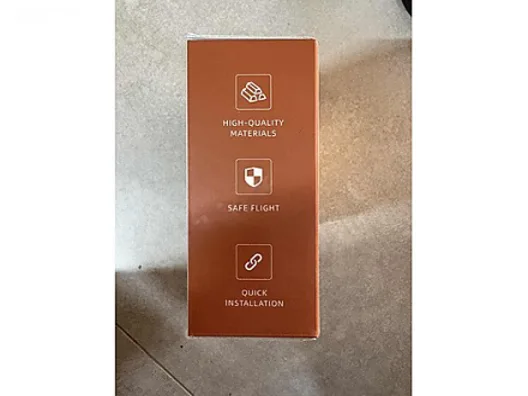 HIGH-QUALITY
MATERIALS
SAFE FLIGHT
QUICK
INSTALLATION